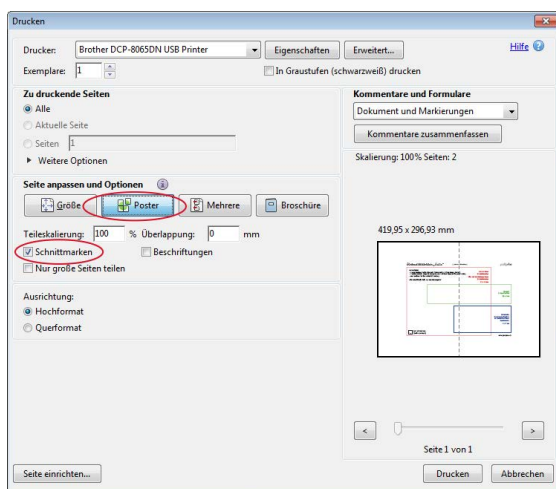 Drucken
Drucker: Brother DCP-8065DN USB Printer Eigenschaften Erweitert... Hilfe
Exemplare: 1 In Graustufen (schwarzweiß) drucken
Zu druckende Seiten
Alle
Aktuelle Seite
Seiten 1
Weitere Optionen
Kommentare und Formulare
Dokument und Markierungen
Kommentare zusammenfassen
Skalierung: 100% Seiten: 2
Seite anpassen und Optionen
Größe Poster Mehrere Broschüre
Teileskalierung: 100 % Überlappung: 0 mm
Schnittmarken Beschriftungen
Nur große Seiten teilen
Ausrichtung:
Hochformat
Querformat
419,95 x 296,93 mm
< >
Seite 1 von 1
Seite einrichten... Drucken Abbrechen